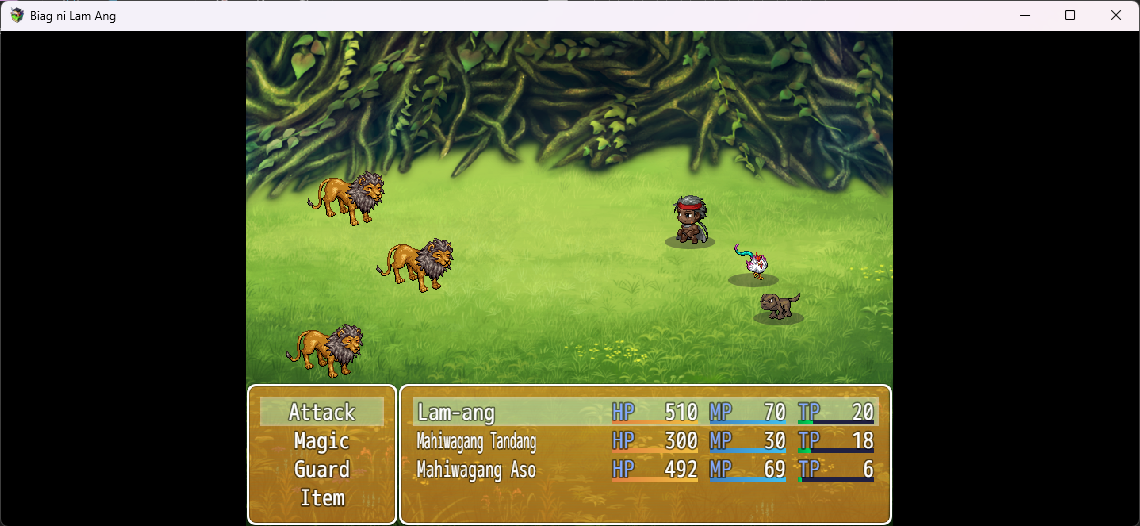 Biag ni Lam Ang
Attack
Magic
Guard
Item
Lam-ang HP 510 MP 70 TP 20
Mahiwagang Tandang HP 300 MP 30 TP 18
Mahiwagang Aso HP 492 MP 69 TP 6